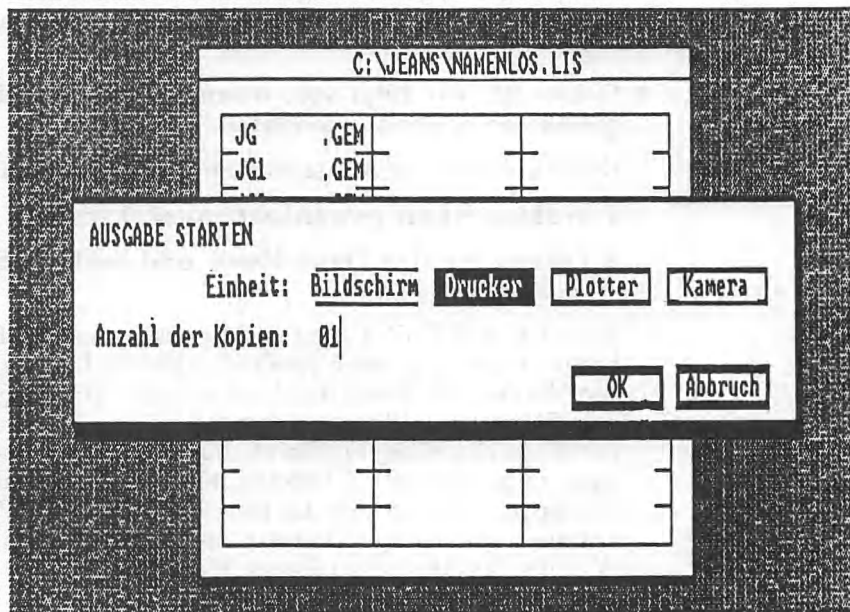 C:\JEANS\NAMENLOS.LIS
JG .GEM
JG1 .GEM
AUSGABE STARTEN
Einheit: Bildschirm Drucker Plotter Kamera
Anzahl der Kopien: 01
OK Abbruch